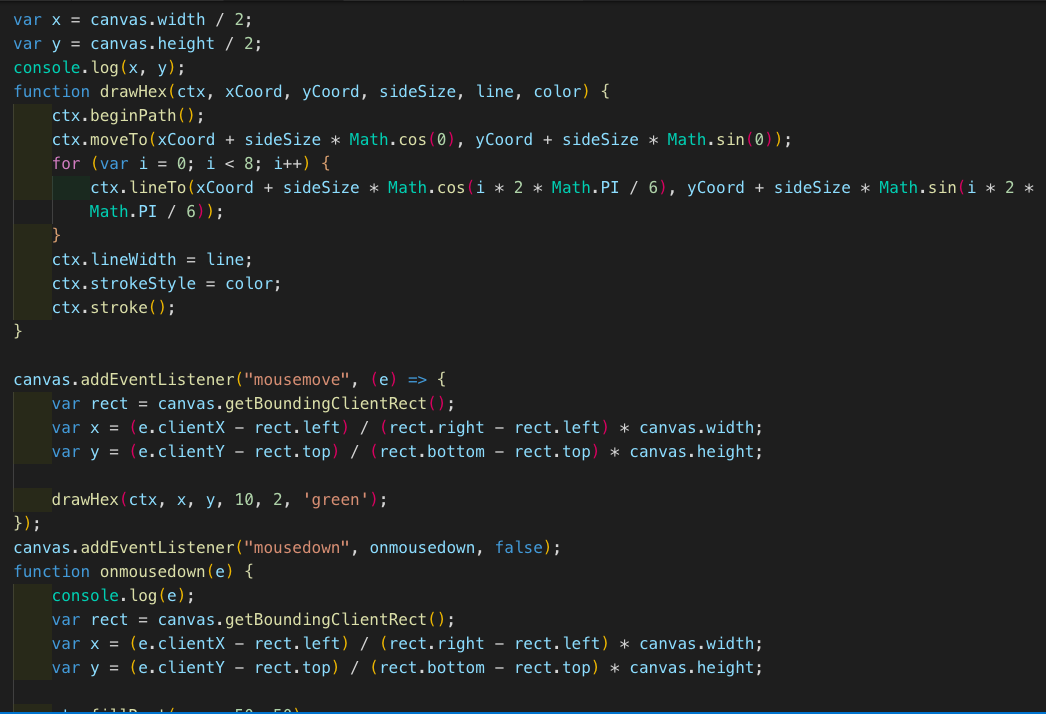 var x = canvas.width / 2;
var y = canvas.height / 2;
console.log(x, y);
function drawHex(ctx, xCoord, yCoord, sideSize, line, color) {
    ctx.beginPath();
    ctx.moveTo(xCoord + sideSize * Math.cos(0), yCoord + sideSize * Math.sin(0));
    for (var i = 0; i < 8; i++) {
        ctx.lineTo(xCoord + sideSize * Math.cos(i * 2 * Math.PI / 6), yCoord + sideSize * Math.sin(i * 2 *
        Math.PI / 6));
    }
    ctx.lineWidth = line;
    ctx.strokeStyle = color;
    ctx.stroke();
}
canvas.addEventListener("mousemove", (e) => {
    var rect = canvas.getBoundingClientRect();
    var x = (e.clientX - rect.left) / (rect.right - rect.left) * canvas.width;
    var y = (e.clientY - rect.top) / (rect.bottom - rect.top) * canvas.height;
    drawHex(ctx, x, y, 10, 2, 'green');
});
canvas.addEventListener("mousedown", onmousedown, false);
function onmousedown(e) {
    console.log(e);
    var rect = canvas.getBoundingClientRect();
    var x = (e.clientX - rect.left) / (rect.right - rect.left) * canvas.width;
    var y = (e.clientY - rect.top) / (rect.bottom - rect.top) * canvas.height;